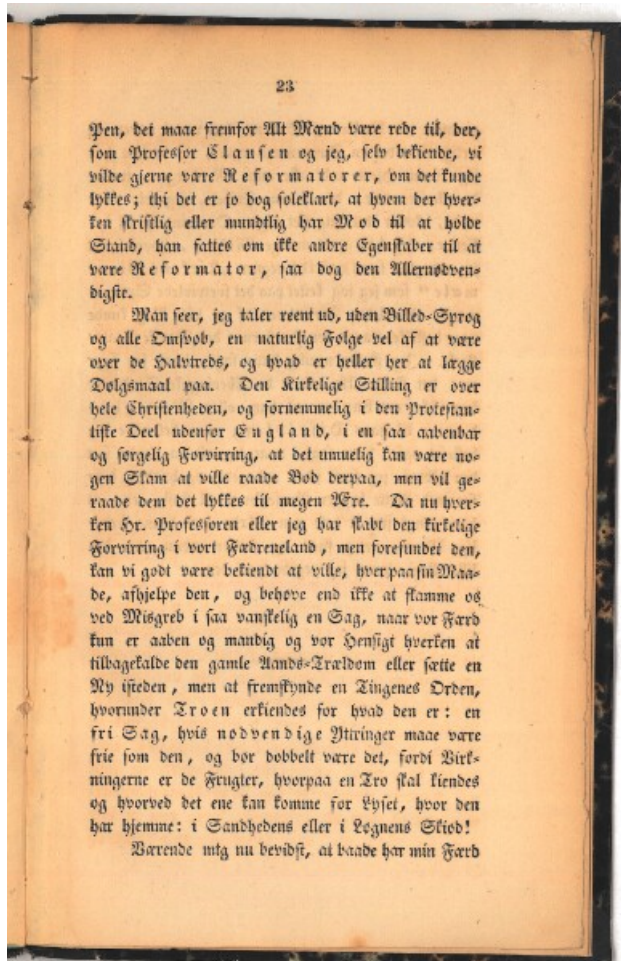 23
Pen, det maae fremfor Alt Mænd være rede til, der,
som Professor Clausen og jeg, selv bekiende, vi
vilde gjerne være Reformatorer, om det kunde
lykkes; thi det er jo dog soleklart, at hvem der hver-
ken skriftlig eller mundtlig har Mod til at holde
Stand, han fattes om ikke andre Egenskaber til at
være Reformator, saa dog den Allernødven-
digste.
Man seer, jeg taler reent ud, uden Billed-Sprog
og alle Omsvøb, en naturlig Følge vel af at være
over de Halvtreds, og hvad er heller her at lægge
Dølgsmaal paa. Den Kirkelige Stilling er over
hele Christenheden, og fornemmelig i den Protestan-
tiske Deel udenfor England, i en saa aabenbar
og sørgelig Forvirring, at det umuelig kan være no-
gen Skam at ville raade Bod derpaa, men vil ge-
raade dem det lykkes til megen Ære. Da nu hver-
ken Hr. Professoren eller jeg har skabt den kirkelige
Forvirring i vort Fædreneland, men forefundet den,
kan vi godt være bekiendt at ville, hver paa sin Maa-
de, afhjelpe den, og behøve end ikke at skamme os
ved Misgreb i saa vanskelig en Sag, naar vor Færd
kun er aaben og mandig og vor Hensigt hverken at
tilbagekalde den gamle Aands-Trældom eller sætte en
Ny isteden, men at fremskynde en Tingenes Orden,
hvorunder Troen erkiendes for hvad den er: en
fri Sag, hvis nødvendige Yttringer maae være
frie som den, og bør dobbelt være det, fordi Virk-
ningerne er de Frugter, hvorpaa en Tro skal kiendes
og hvorved det ene kan komme for Lyset, hvor den
har hjemme: i Sandhedens eller i Løgnens Skiød!
Værende mig nu bevidst, at baade har min Færd